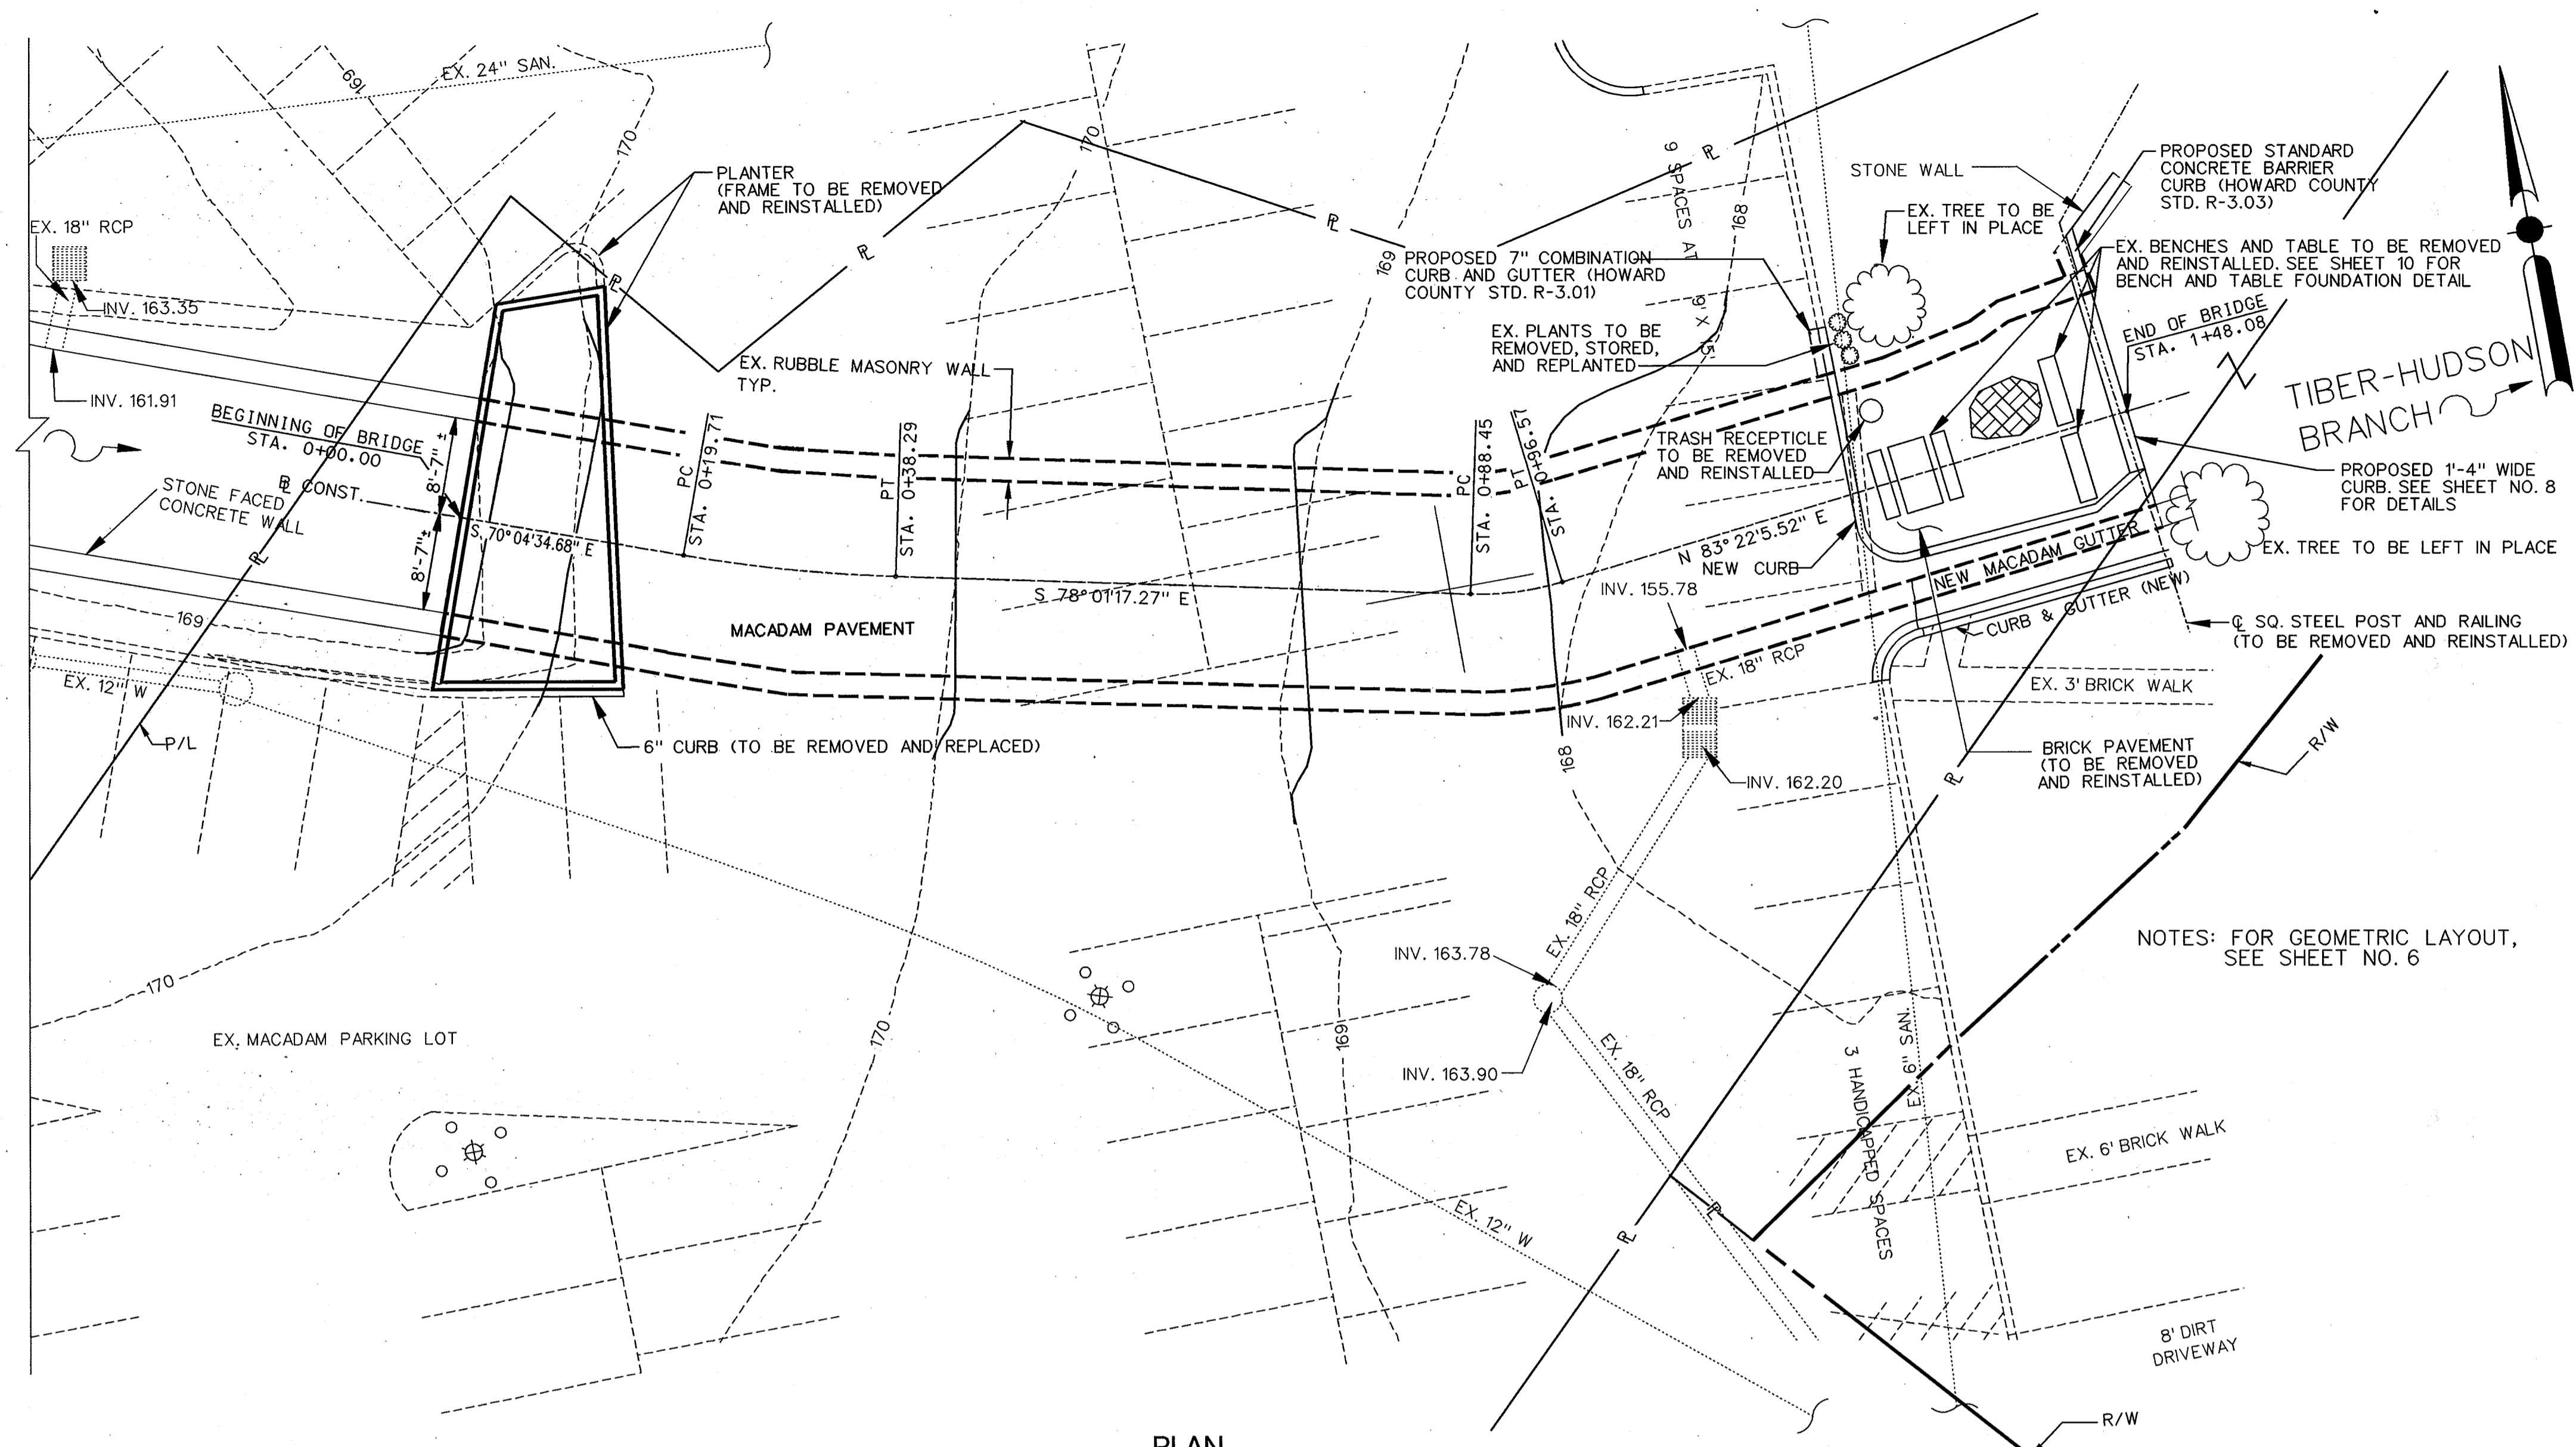 EX. 24" SAN.
169
170
PLANTER
(FRAME TO BE REMOVED
AND REINSTALLED)
170
9 SPACES AT
9' X 15'
168
STONE WALL
PROPOSED STANDARD
CONCRETE BARRIER
CURB (HOWARD COUNTY
STD. R-3.03)
EX. TREE TO BE
LEFT IN PLACE
EX. BENCHES AND TABLE TO BE REMOVED
AND REINSTALLED. SEE SHEET 10 FOR
BENCH AND TABLE FOUNDATION DETAIL
EX. 18" RCP
INV. 163.35
INV. 161.91
169
PROPOSED 7" COMBINATION
CURB AND GUTTER (HOWARD
COUNTY STD. R-3.01)
EX. PLANTS TO BE
REMOVED, STORED,
AND REPLANTED
END OF BRIDGE
STA. 1+48.08
TIBER-HUDSON
BRANCH
EX. RUBBLE MASONRY WALL
TYP.
BEGINNING OF BRIDGE
STA. 0+00.00
8'-7" ±
8'-7" ±
BL CONST.
STONE FACED
CONCRETE WALL
S 70° 04'34.68" E
PC
STA. 0+19.71
PT
STA. 0+38.29
PC
STA. 0+88.45
PT
STA. 0+96.57
TRASH RECEPTICLE
TO BE REMOVED
AND REINSTALLED
PROPOSED 1'-4" WIDE
CURB. SEE SHEET NO. 8
FOR DETAILS
N 83° 22'5.52" E
NEW CURB
NEW MACADAM GUTTER
EX. TREE TO BE LEFT IN PLACE
S 78° 01'17.27" E
INV. 155.78
CURB & GUTTER (NEW)
CL SQ. STEEL POST AND RAILING
(TO BE REMOVED AND REINSTALLED)
169
MACADAM PAVEMENT
EX. 18" RCP
EX. 12" W
EX. 3' BRICK WALK
INV. 162.21
P/L
6" CURB (TO BE REMOVED AND REPLACED)
168
INV. 162.20
BRICK PAVEMENT
(TO BE REMOVED
AND REINSTALLED)
R/W
PL
PL
PL
PL
PL
PL
PL
PL
PL
EX. 18" RCP
INV. 163.78
NOTES: FOR GEOMETRIC LAYOUT,
SEE SHEET NO. 6
170
170
169
EX. MACADAM PARKING LOT
INV. 163.90
EX. 18" RCP
EX. 6" SAN.
3 HANDICAPPED SPACES
EX. 6' BRICK WALK
EX. 12" W
8' DIRT
DRIVEWAY
R/W
PLAN